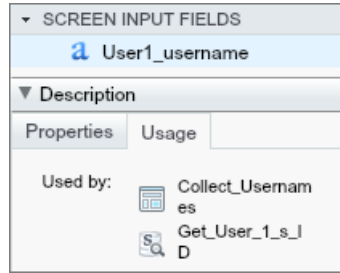 SCREEN INPUT FIELDS
a User1_username
Description
Properties Usage
Used by: Collect_Usernam
es
Get_User_1_s_I
D